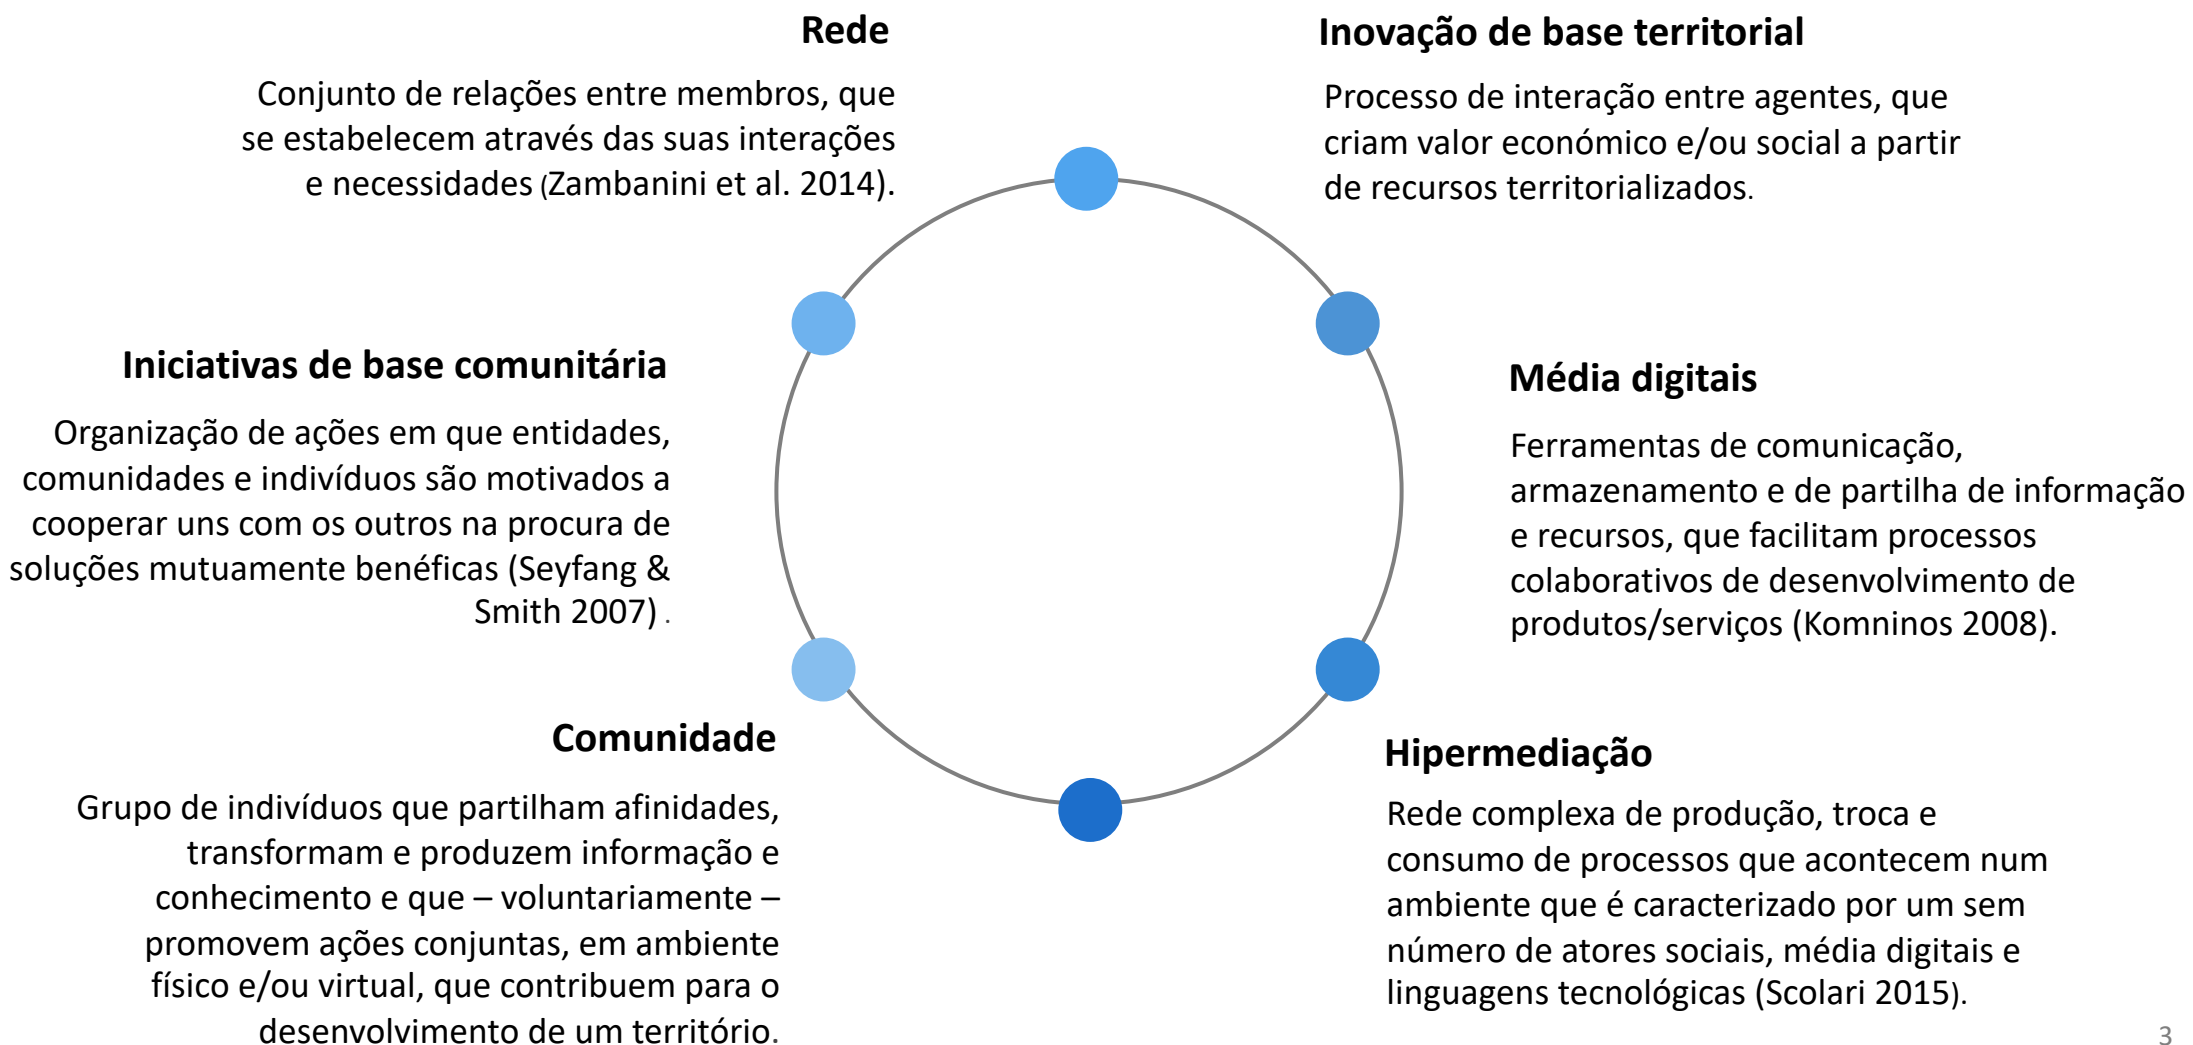 Rede
Conjunto de relações entre membros, que
se estabelecem através das suas interações
e necessidades (Zambanini et al. 2014).
Inovação de base territorial
Processo de interação entre agentes, que
criam valor económico e/ou social a partir
de recursos territorializados.
Iniciativas de base comunitária
Organização de ações em que entidades,
comunidades e indivíduos são motivados a
cooperar uns com os outros na procura de
soluções mutuamente benéficas (Seyfang &
Smith 2007) .
Média digitais
Ferramentas de comunicação,
armazenamento e de partilha de informação
e recursos, que facilitam processos
colaborativos de desenvolvimento de
produtos/serviços (Komninos 2008).
Comunidade
Grupo de indivíduos que partilham afinidades,
transformam e produzem informação e
conhecimento e que – voluntariamente –
promovem ações conjuntas, em ambiente
físico e/ou virtual, que contribuem para o
desenvolvimento de um território.
Hipermediação
Rede complexa de produção, troca e
consumo de processos que acontecem num
ambiente que é caracterizado por um sem
número de atores sociais, média digitais e
linguagens tecnológicas (Scolari 2015).
3